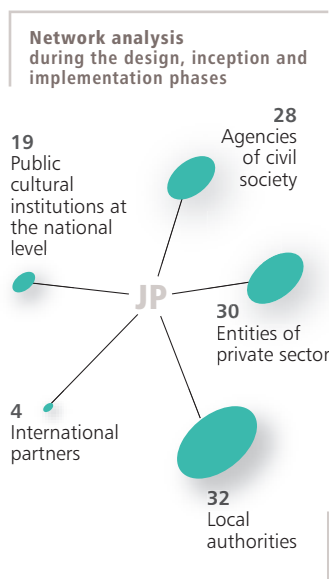 Network analysis
during the design, inception and
implementation phases
28
Agencies
of civil
society
19
Public
cultural
institutions at
the national
level
JP
30
Entities of
private sector
4
International
partners
32
Local
authorities